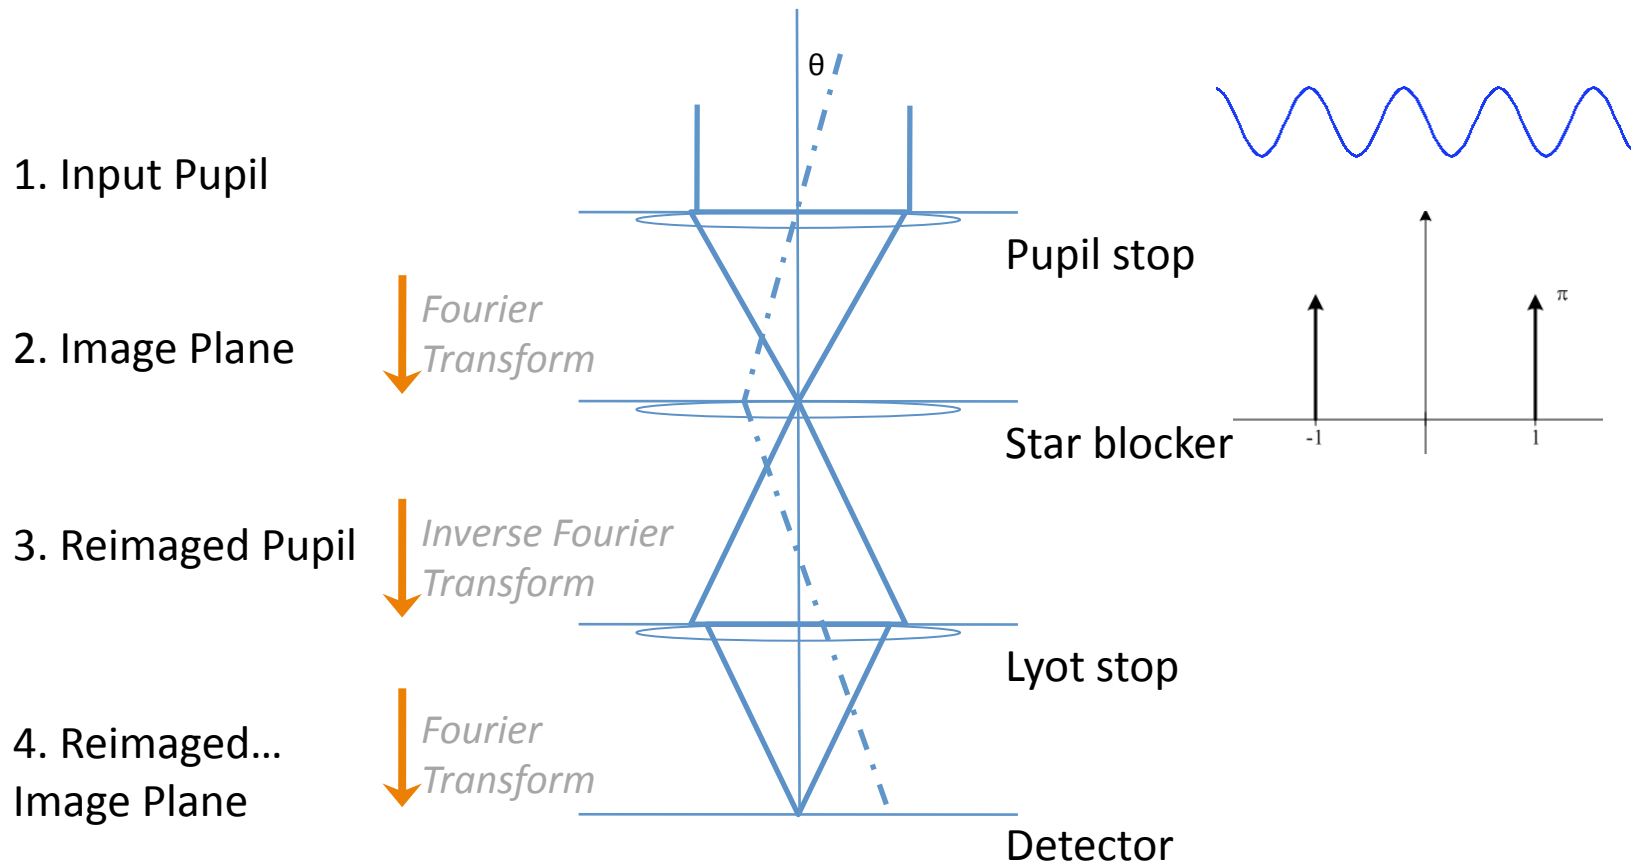 θ
1. Input Pupil
Pupil stop
Fourier
Transform
π
2. Image Plane
Star blocker
-1
1
Inverse Fourier
Transform
3. Reimaged Pupil
Lyot stop
Fourier
Transform
4. Reimaged...
Image Plane
Detector